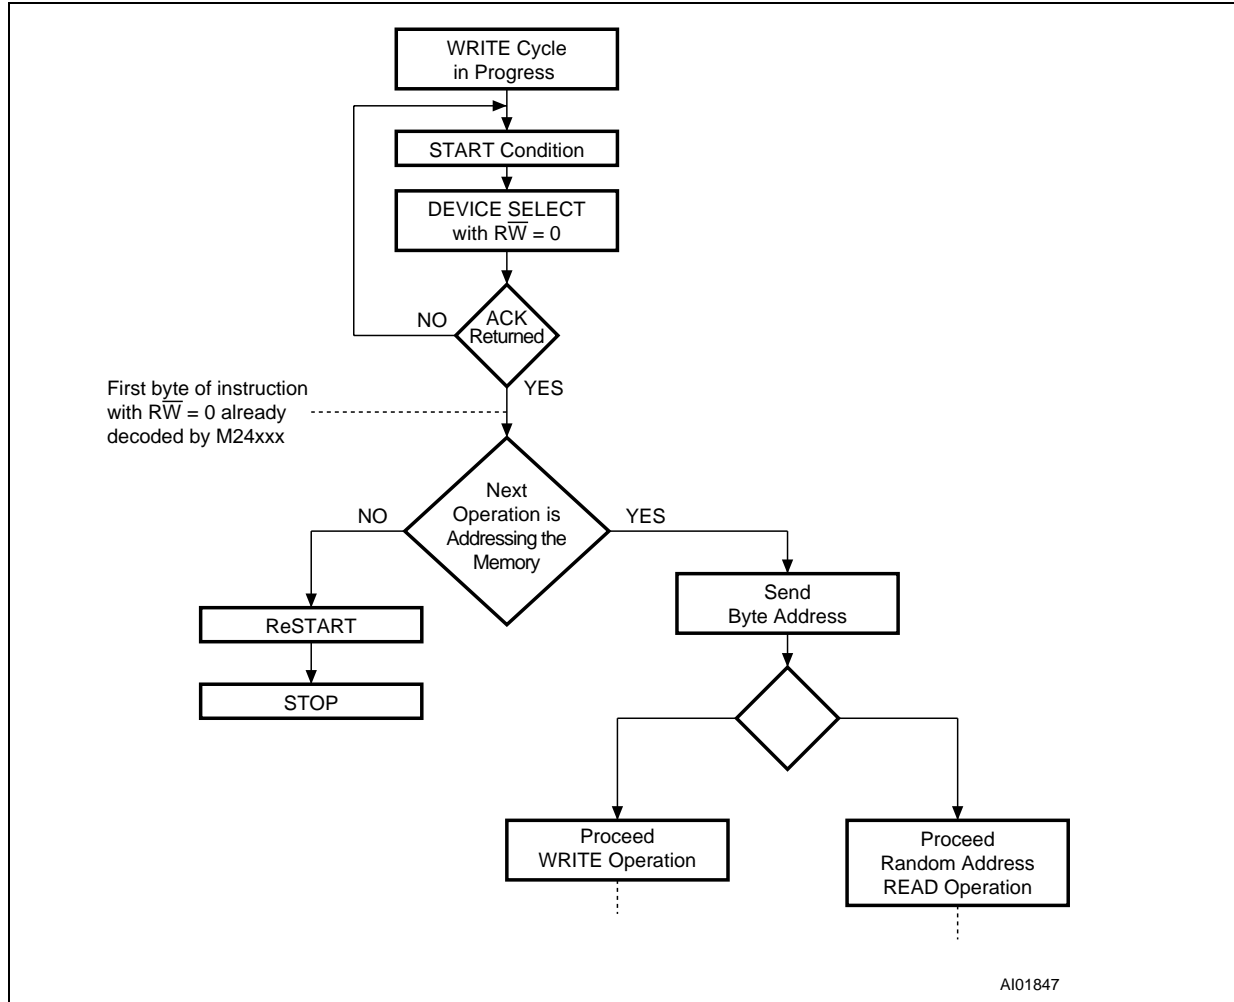 WRITE Cycle
in Progress
START Condition
DEVICE SELECT
with RW̅ = 0
NO
ACK
Returned
YES
First byte of instruction
with RW̅ = 0 already
decoded by M24xxx
NO
Next
Operation is
Addressing the
Memory
YES
Send
Byte Address
ReSTART
STOP
Proceed
WRITE Operation
Proceed
Random Address
READ Operation
AI01847